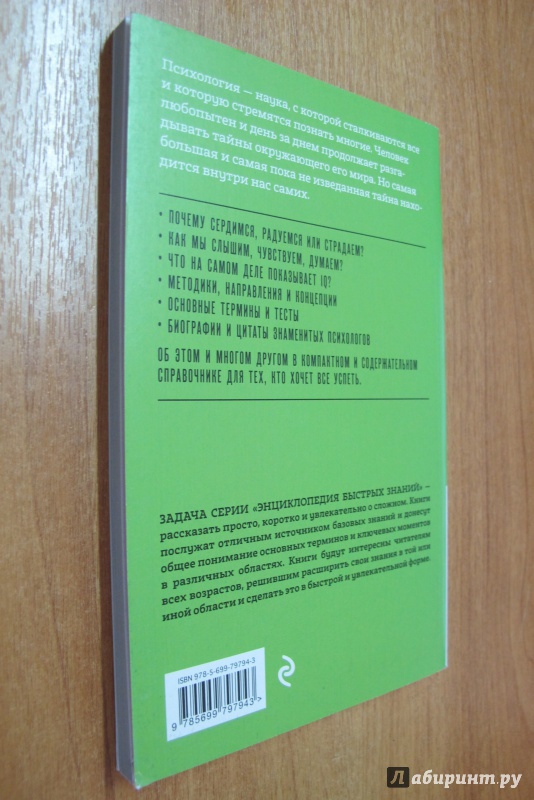 Психология — наука, с которой сталкиваются все
и которую стремятся познать многие. Человек
любопытен и день за днем продолжает разга-
дывать тайны окружающего его мира. Но самая
большая и самая пока не изведанная тайна нахо-
дится внутри нас самих.
• ПОЧЕМУ СЕРДИМСЯ, РАДУЕМСЯ ИЛИ СТРАДАЕМ?
• КАК МЫ СЛЫШИМ, ЧУВСТВУЕМ, ДУМАЕМ?
• ЧТО НА САМОМ ДЕЛЕ ПОКАЗЫВАЕТ IQ?
• МЕТОДИКИ, НАПРАВЛЕНИЯ И КОНЦЕПЦИИ
• ОСНОВНЫЕ ТЕРМИНЫ И ТЕСТЫ
• БИОГРАФИИ И ЦИТАТЫ ЗНАМЕНИТЫХ ПСИХОЛОГОВ
ОБ ЭТОМ И МНОГОМ ДРУГОМ В КОМПАКТНОМ И СОДЕРЖАТЕЛЬНОМ
СПРАВОЧНИКЕ ДЛЯ ТЕХ, КТО ХОЧЕТ ВСЕ УСПЕТЬ.
ЗАДАЧА СЕРИИ «ЭНЦИКЛОПЕДИЯ БЫСТРЫХ ЗНАНИЙ» –
рассказать просто, коротко и увлекательно о сложном. Книги
послужат отличным источником базовых знаний и донесут
общее понимание основных терминов и ключевых моментов
в различных областях. Книги будут интересны читателям
всех возрастов, решившим расширить свои знания в той или
иной области и сделать это в быстрой и увлекательной форме.
ISBN 978-5-699-79794-3
9 785699 797943 >
Лабиринт.ру